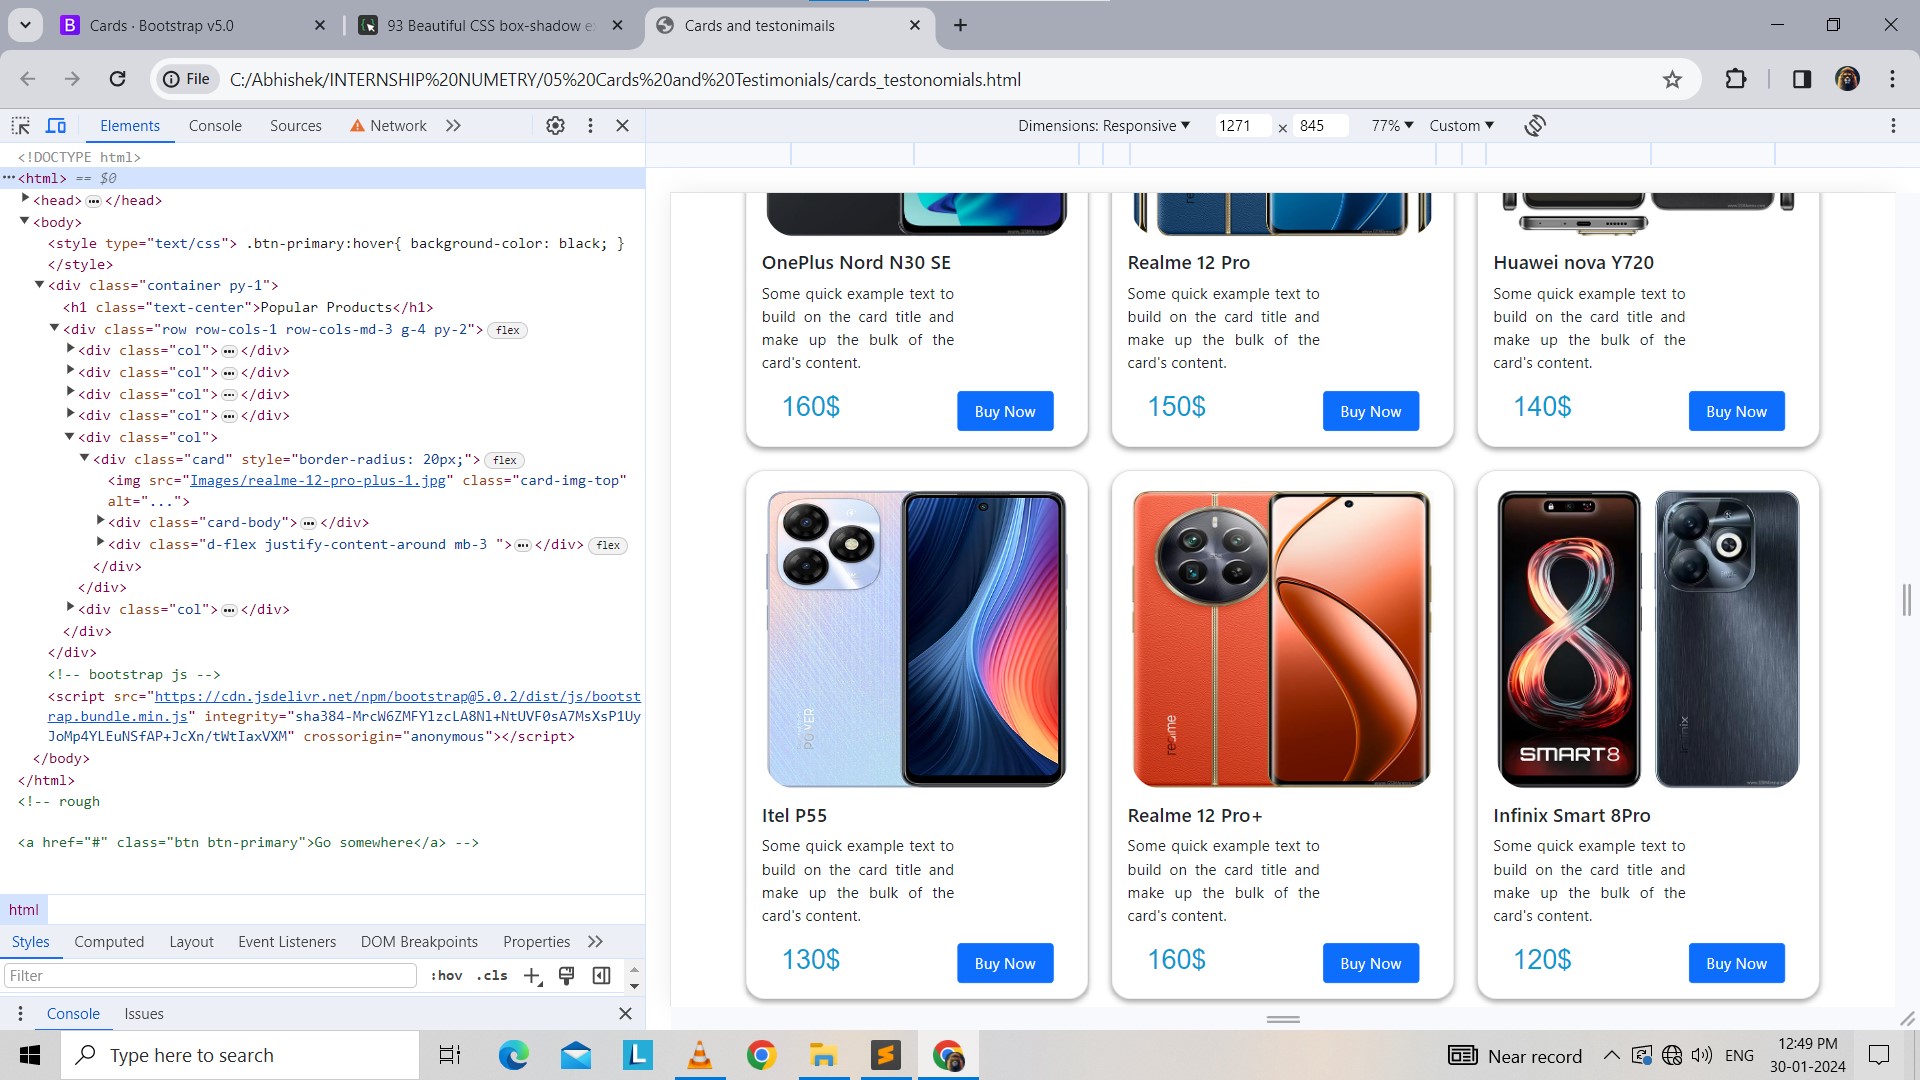 Cards · Bootstrap v5.0
93 Beautiful CSS box-shadow e
Cards and testonimails
File
C:/Abhishek/INTERNSHIP%20NUMETRY/05%20Cards%20and%20Testimonials/cards_testonomials.html
Elements Console Sources Network
Dimensions: Responsive 1271 × 845 77% Custom
<!DOCTYPE html>
<html> == $0
<head> </head>
<body>
<style type="text/css"> .btn-primary:hover{ background-color: black; }
</style>
<div class="container py-1">
<h1 class="text-center">Popular Products</h1>
<div class="row row-cols-1 row-cols-md-3 g-4 py-2"> flex
<div class="col"> </div>
<div class="col"> </div>
<div class="col"> </div>
<div class="col"> </div>
<div class="col">
<div class="card" style="border-radius: 20px;"> flex
<img src="Images/realme-12-pro-plus-1.jpg" class="card-img-top"
alt="...">
<div class="card-body"> </div>
<div class="d-flex justify-content-around mb-3 "> </div> flex
</div>
</div>
<div class="col"> </div>
</div>
</div>
<!-- bootstrap js -->
<script src="https://cdn.jsdelivr.net/npm/bootstrap@5.0.2/dist/js/bootst
rap.bundle.min.js" integrity="sha384-MrcW6ZMFYlzcLA8Nl+NtUVF0sA7MsXsP1Uy
JoMp4YLEuNSfAP+JcXn/tWtIaxVXM" crossorigin="anonymous"></script>
</body>
</html>
<!-- rough
<a href="#" class="btn btn-primary">Go somewhere</a> -->
html
Styles Computed Layout Event Listeners DOM Breakpoints Properties
Filter
:hov .cls
Console Issues
OnePlus Nord N30 SE
Some quick example text to
build on the card title and
make up the bulk of the
card's content.
160$ Buy Now
realme
Realme 12 Pro
Some quick example text to
build on the card title and
make up the bulk of the
card's content.
150$ Buy Now
Huawei nova Y720
Some quick example text to
build on the card title and
make up the bulk of the
card's content.
140$ Buy Now
POWER
Itel P55
Some quick example text to
build on the card title and
make up the bulk of the
card's content.
130$ Buy Now
realme
Realme 12 Pro+
Some quick example text to
build on the card title and
make up the bulk of the
card's content.
160$ Buy Now
SMART8
Infinix
Infinix Smart 8Pro
Some quick example text to
build on the card title and
make up the bulk of the
card's content.
120$ Buy Now
Type here to search
Near record
ENG
12:49 PM
30-01-2024